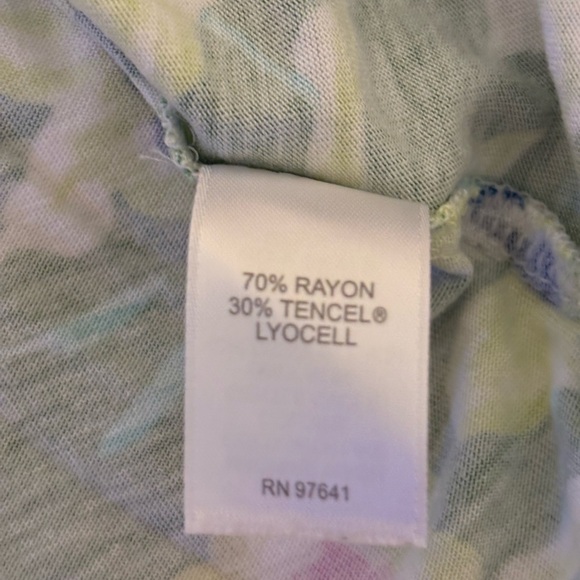 70% RAYON
30% TENCEL®
LYOCELL
RN 97641